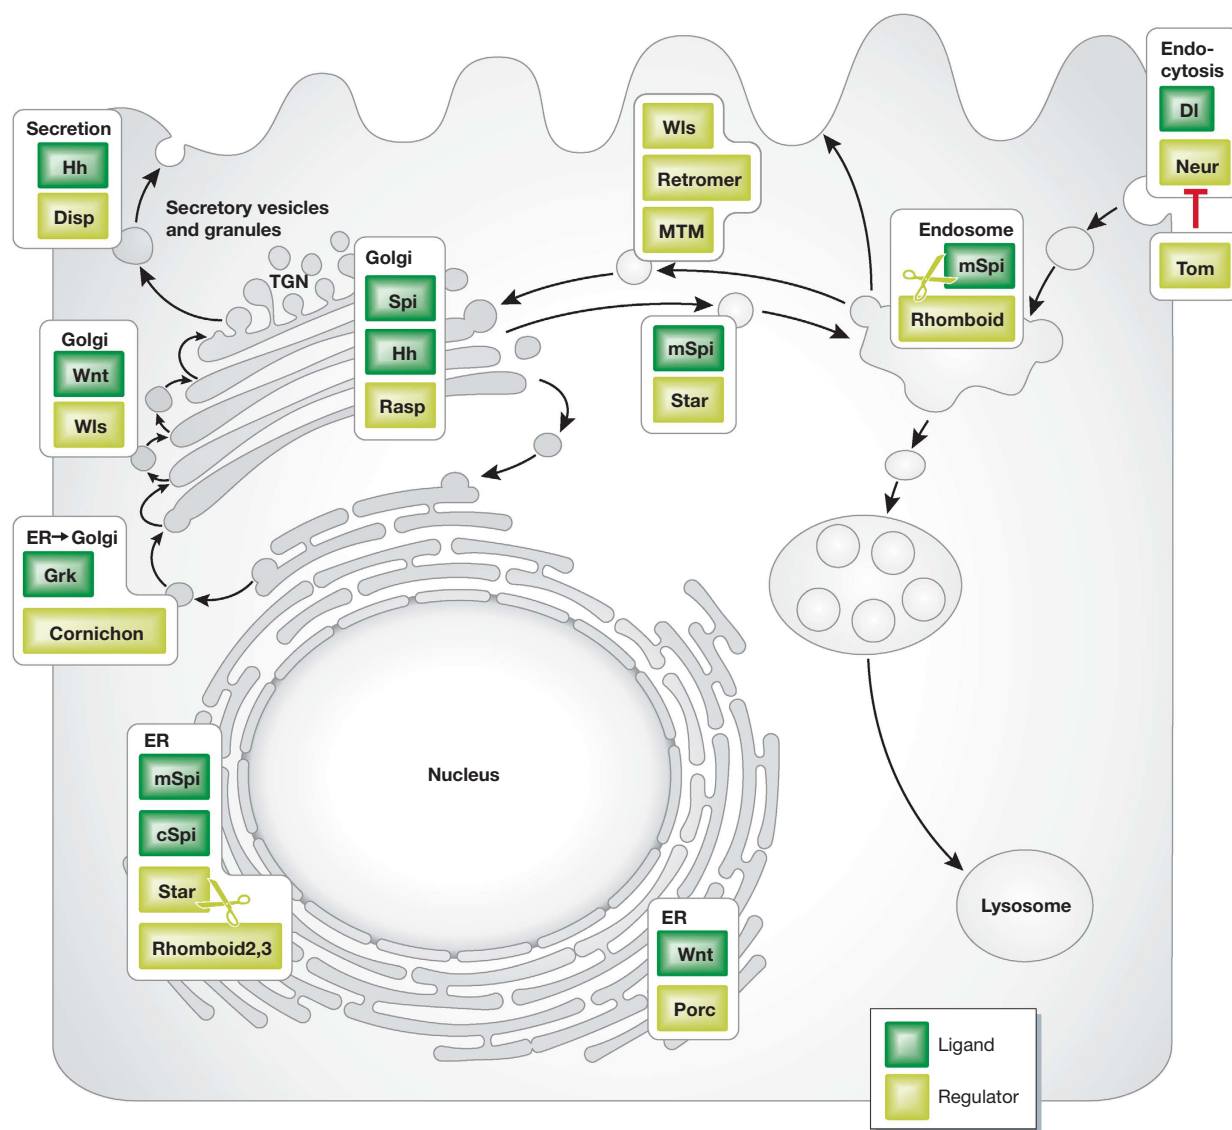 Endo-
cytosis
Dl
Neur
Tom
Secretion
Hh
Disp
Secretory vesicles
and granules
TGN
Wls
Retromer
MTM
Golgi
Spi
Hh
Rasp
Endosome
mSpi
Rhomboid
mSpi
Star
Golgi
Wnt
Wls
ER→Golgi
Grk
Cornichon
Nucleus
ER
mSpi
cSpi
Star
Rhomboid2,3
ER
Wnt
Porc
Lysosome
Ligand
Regulator